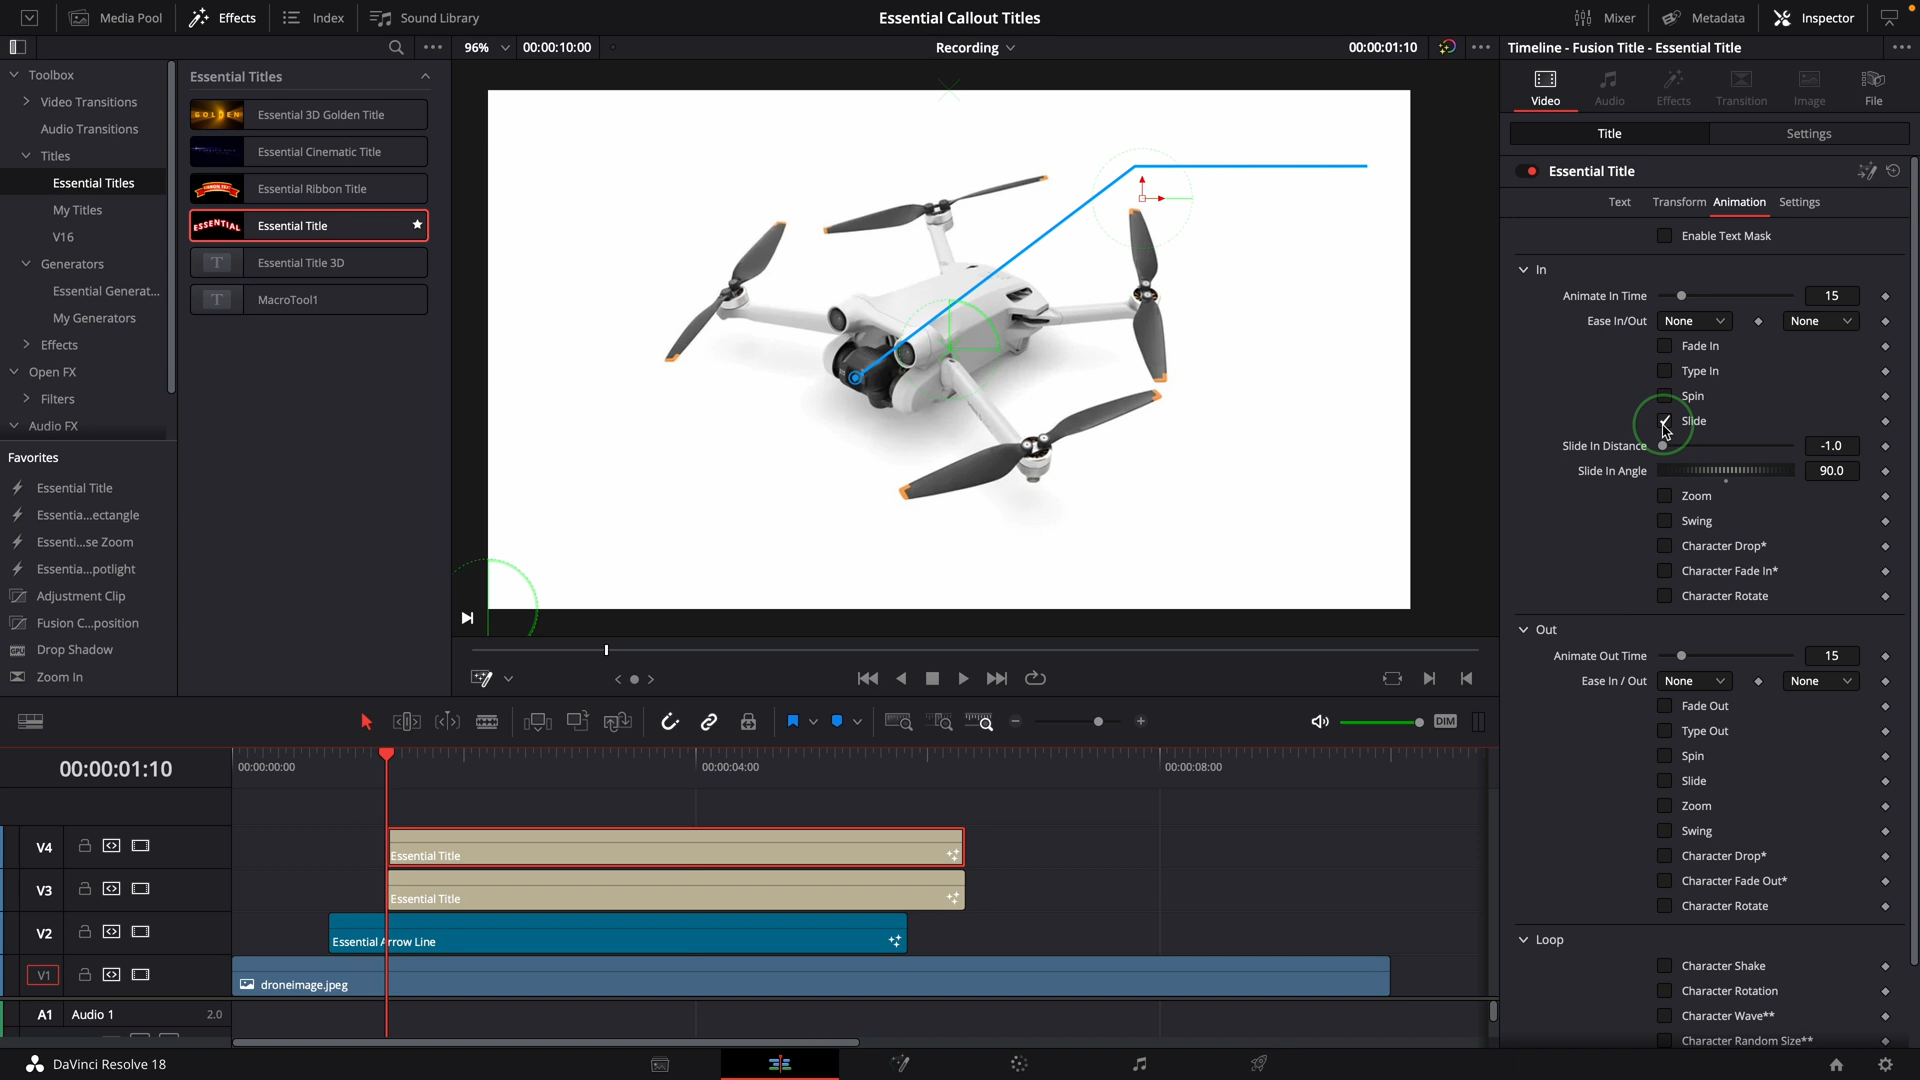 Media Pool
Effects
Index
Sound Library
Essential Callout Titles
Mixer
Metadata
Inspector
96%
00:00:10:00
Recording
00:00:01:10
Timeline - Fusion Title - Essential Title
Toolbox
Video Transitions
Audio Transitions
Titles
Essential Titles
My Titles
V16
Generators
Essential Generat...
My Generators
Effects
Open FX
Filters
Audio FX
Favorites
Essential Title
Essentia...ectangle
Essenti...se Zoom
Essentia...potlight
Adjustment Clip
Fusion C...position
Drop Shadow
Zoom In
Essential Titles
GOLDEN
Essential 3D Golden Title
Essential Cinematic Title
Essential Ribbon Title
ESSENTIAL
Essential Title
T
Essential Title 3D
T
MacroTool1
Video
Audio
Effects
Transition
Image
File
Title
Settings
Essential Title
Text
Transform
Animation
Settings
Enable Text Mask
In
Animate In Time
15
Ease In/Out
None
None
Fade In
Type In
Spin
Slide
Slide In Distance
-1.0
Slide In Angle
90.0
Zoom
Swing
Character Drop*
Character Fade In*
Character Rotate
Out
Animate Out Time
15
Ease In / Out
None
None
Fade Out
Type Out
Spin
Slide
Zoom
Swing
Character Drop*
Character Fade Out*
Character Rotate
Loop
Character Shake
Character Rotation
Character Wave**
Character Random Size**
DIM
00:00:01:10
00:00:00:00
00:00:04:00
00:00:08:00
V4
Essential Title
V3
Essential Title
V2
Essential Arrow Line
V1
droneimage.jpeg
A1
Audio 1
2.0
DaVinci Resolve 18